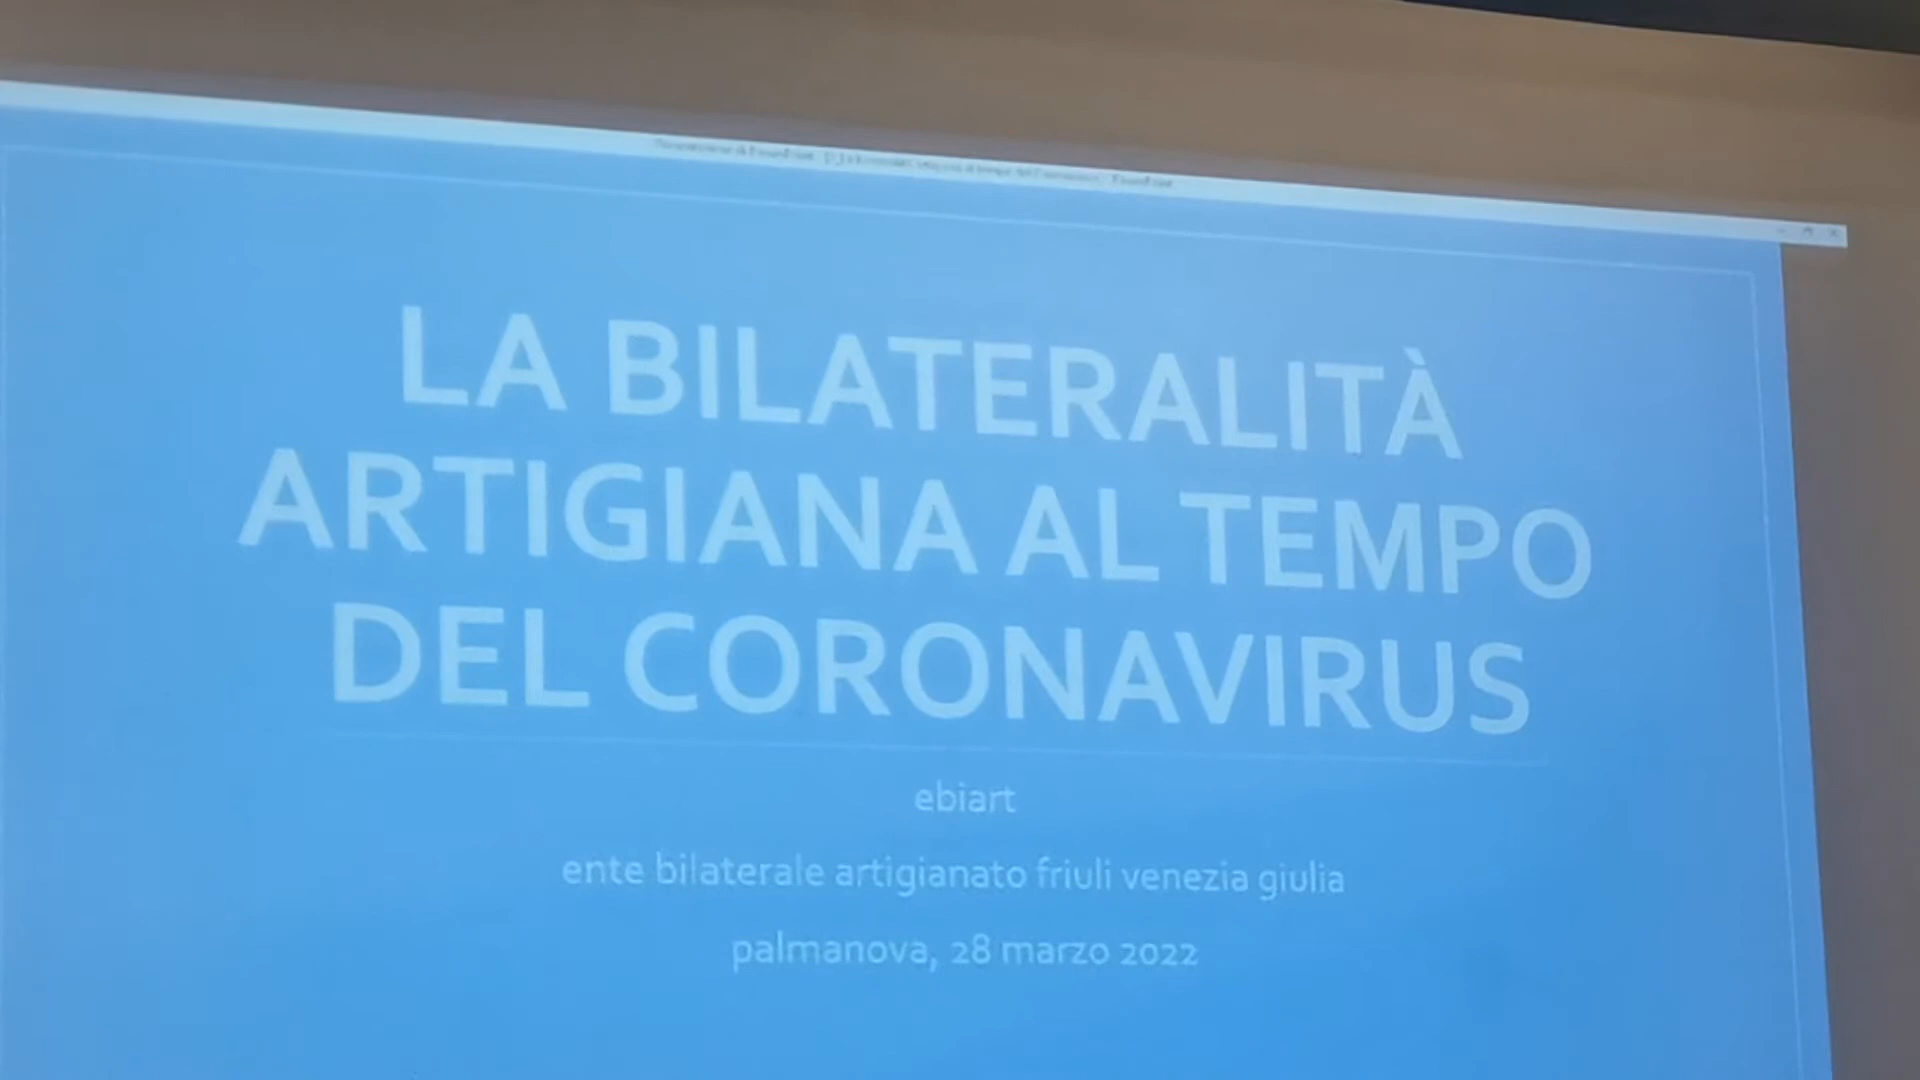 LA BILATERALITÀ
ARTIGIANA AL TEMPO
DEL CORONAVIRUS
ebiart
ente bilaterale artigianato friuli venezia giulia
palmanova, 28 marzo 2022